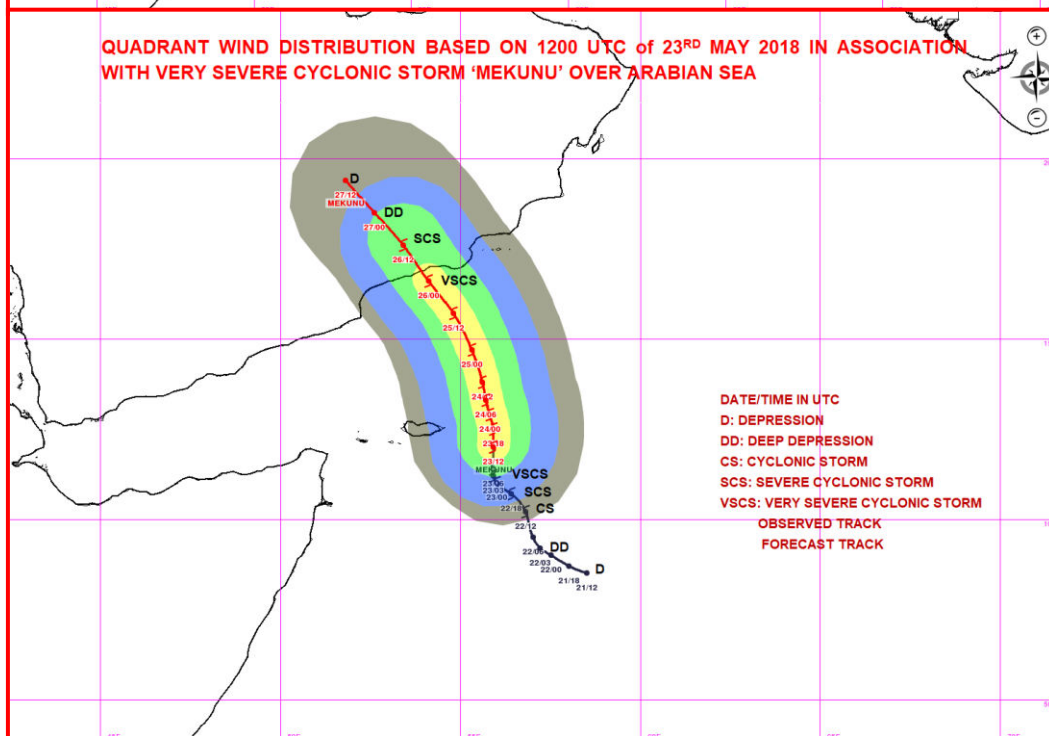 QUADRANT WIND DISTRIBUTION BASED ON 1200 UTC of 23RD MAY 2018 IN ASSOCIATION
WITH VERY SEVERE CYCLONIC STORM ‘MEKUNU’ OVER ARABIAN SEA
D
27/12
MEKUNU
DD
27/00
SCS
26/12
VSCS
26/00
25/12
25/00
24/12
24/06
24/00
23/18
23/12
MEKUNU
VSCS
23/06
23/03
SCS
23/00
22/18
CS
22/12
22/06
DD
22/03
22/00
D
21/18
21/12
DATE/TIME IN UTC
D: DEPRESSION
DD: DEEP DEPRESSION
CS: CYCLONIC STORM
SCS: SEVERE CYCLONIC STORM
VSCS: VERY SEVERE CYCLONIC STORM
OBSERVED TRACK
FORECAST TRACK